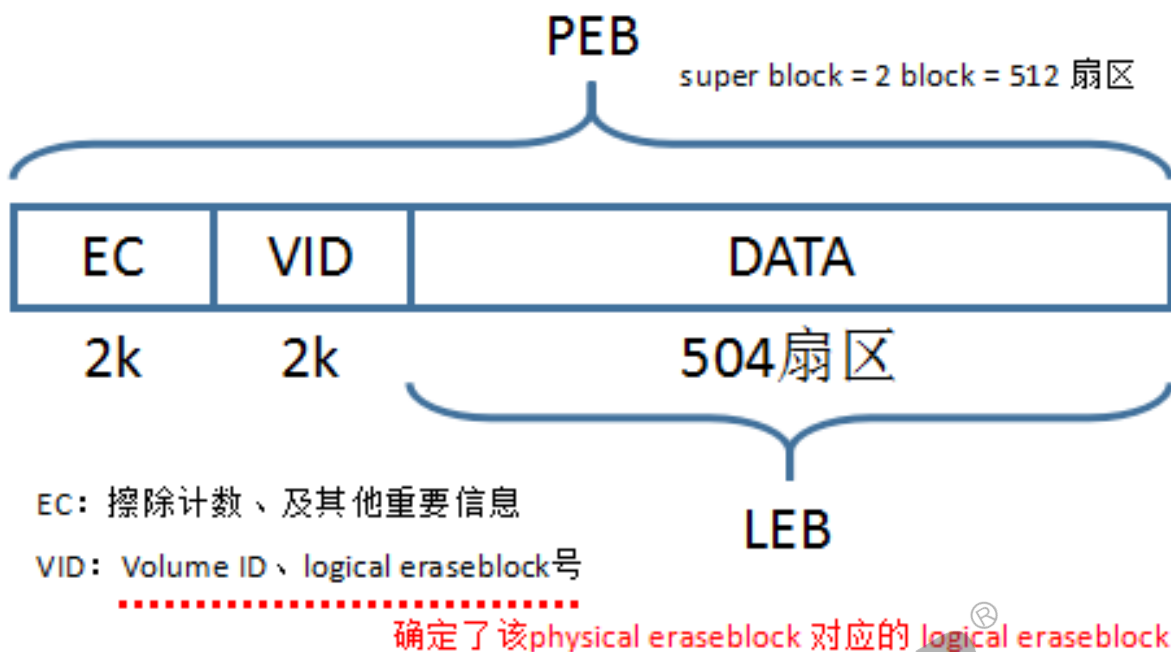 PEB
super block = 2 block = 512 扇区
EC VID DATA
2k 2k 504扇区
EC：擦除计数、及其他重要信息
LEB
VID：Volume ID、logical eraseblock号
确定了该physical eraseblock 对应的 logical eraseblock
®